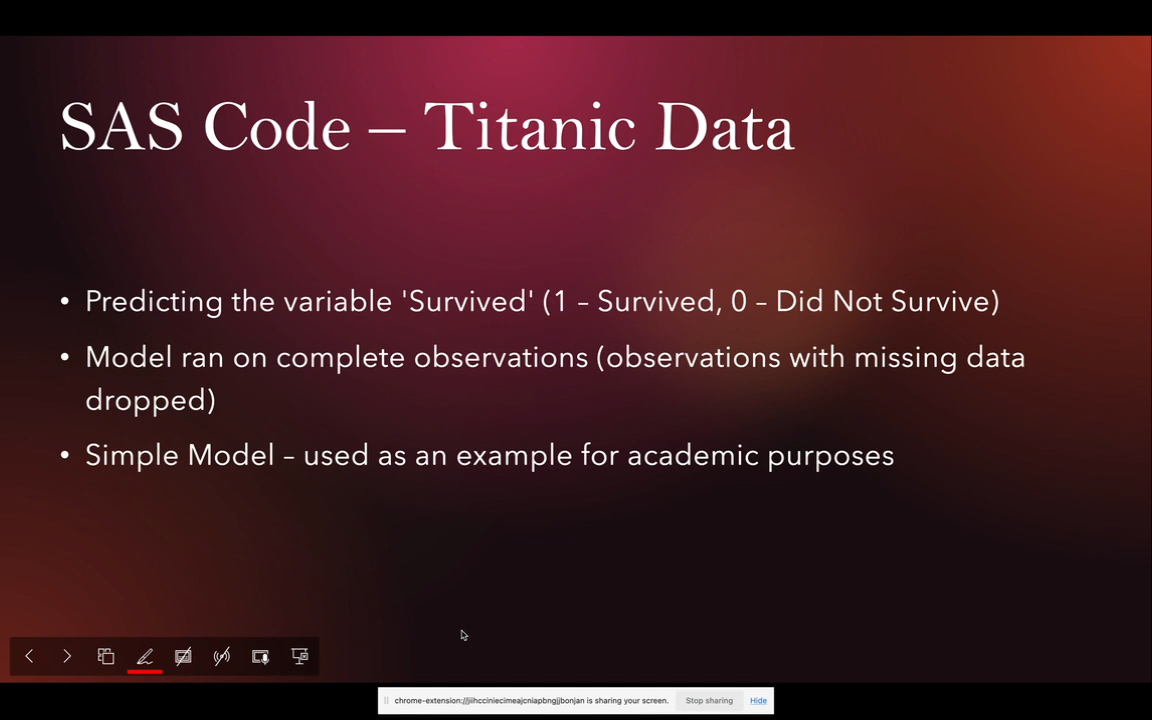 SAS Code – Titanic Data
• Predicting the variable 'Survived' (1 – Survived, 0 – Did Not Survive)
• Model ran on complete observations (observations with missing data
dropped)
• Simple Model – used as an example for academic purposes
chrome-extension://jiihcciniecimeajcniapbngjjbonjan is sharing your screen. Stop sharing Hide